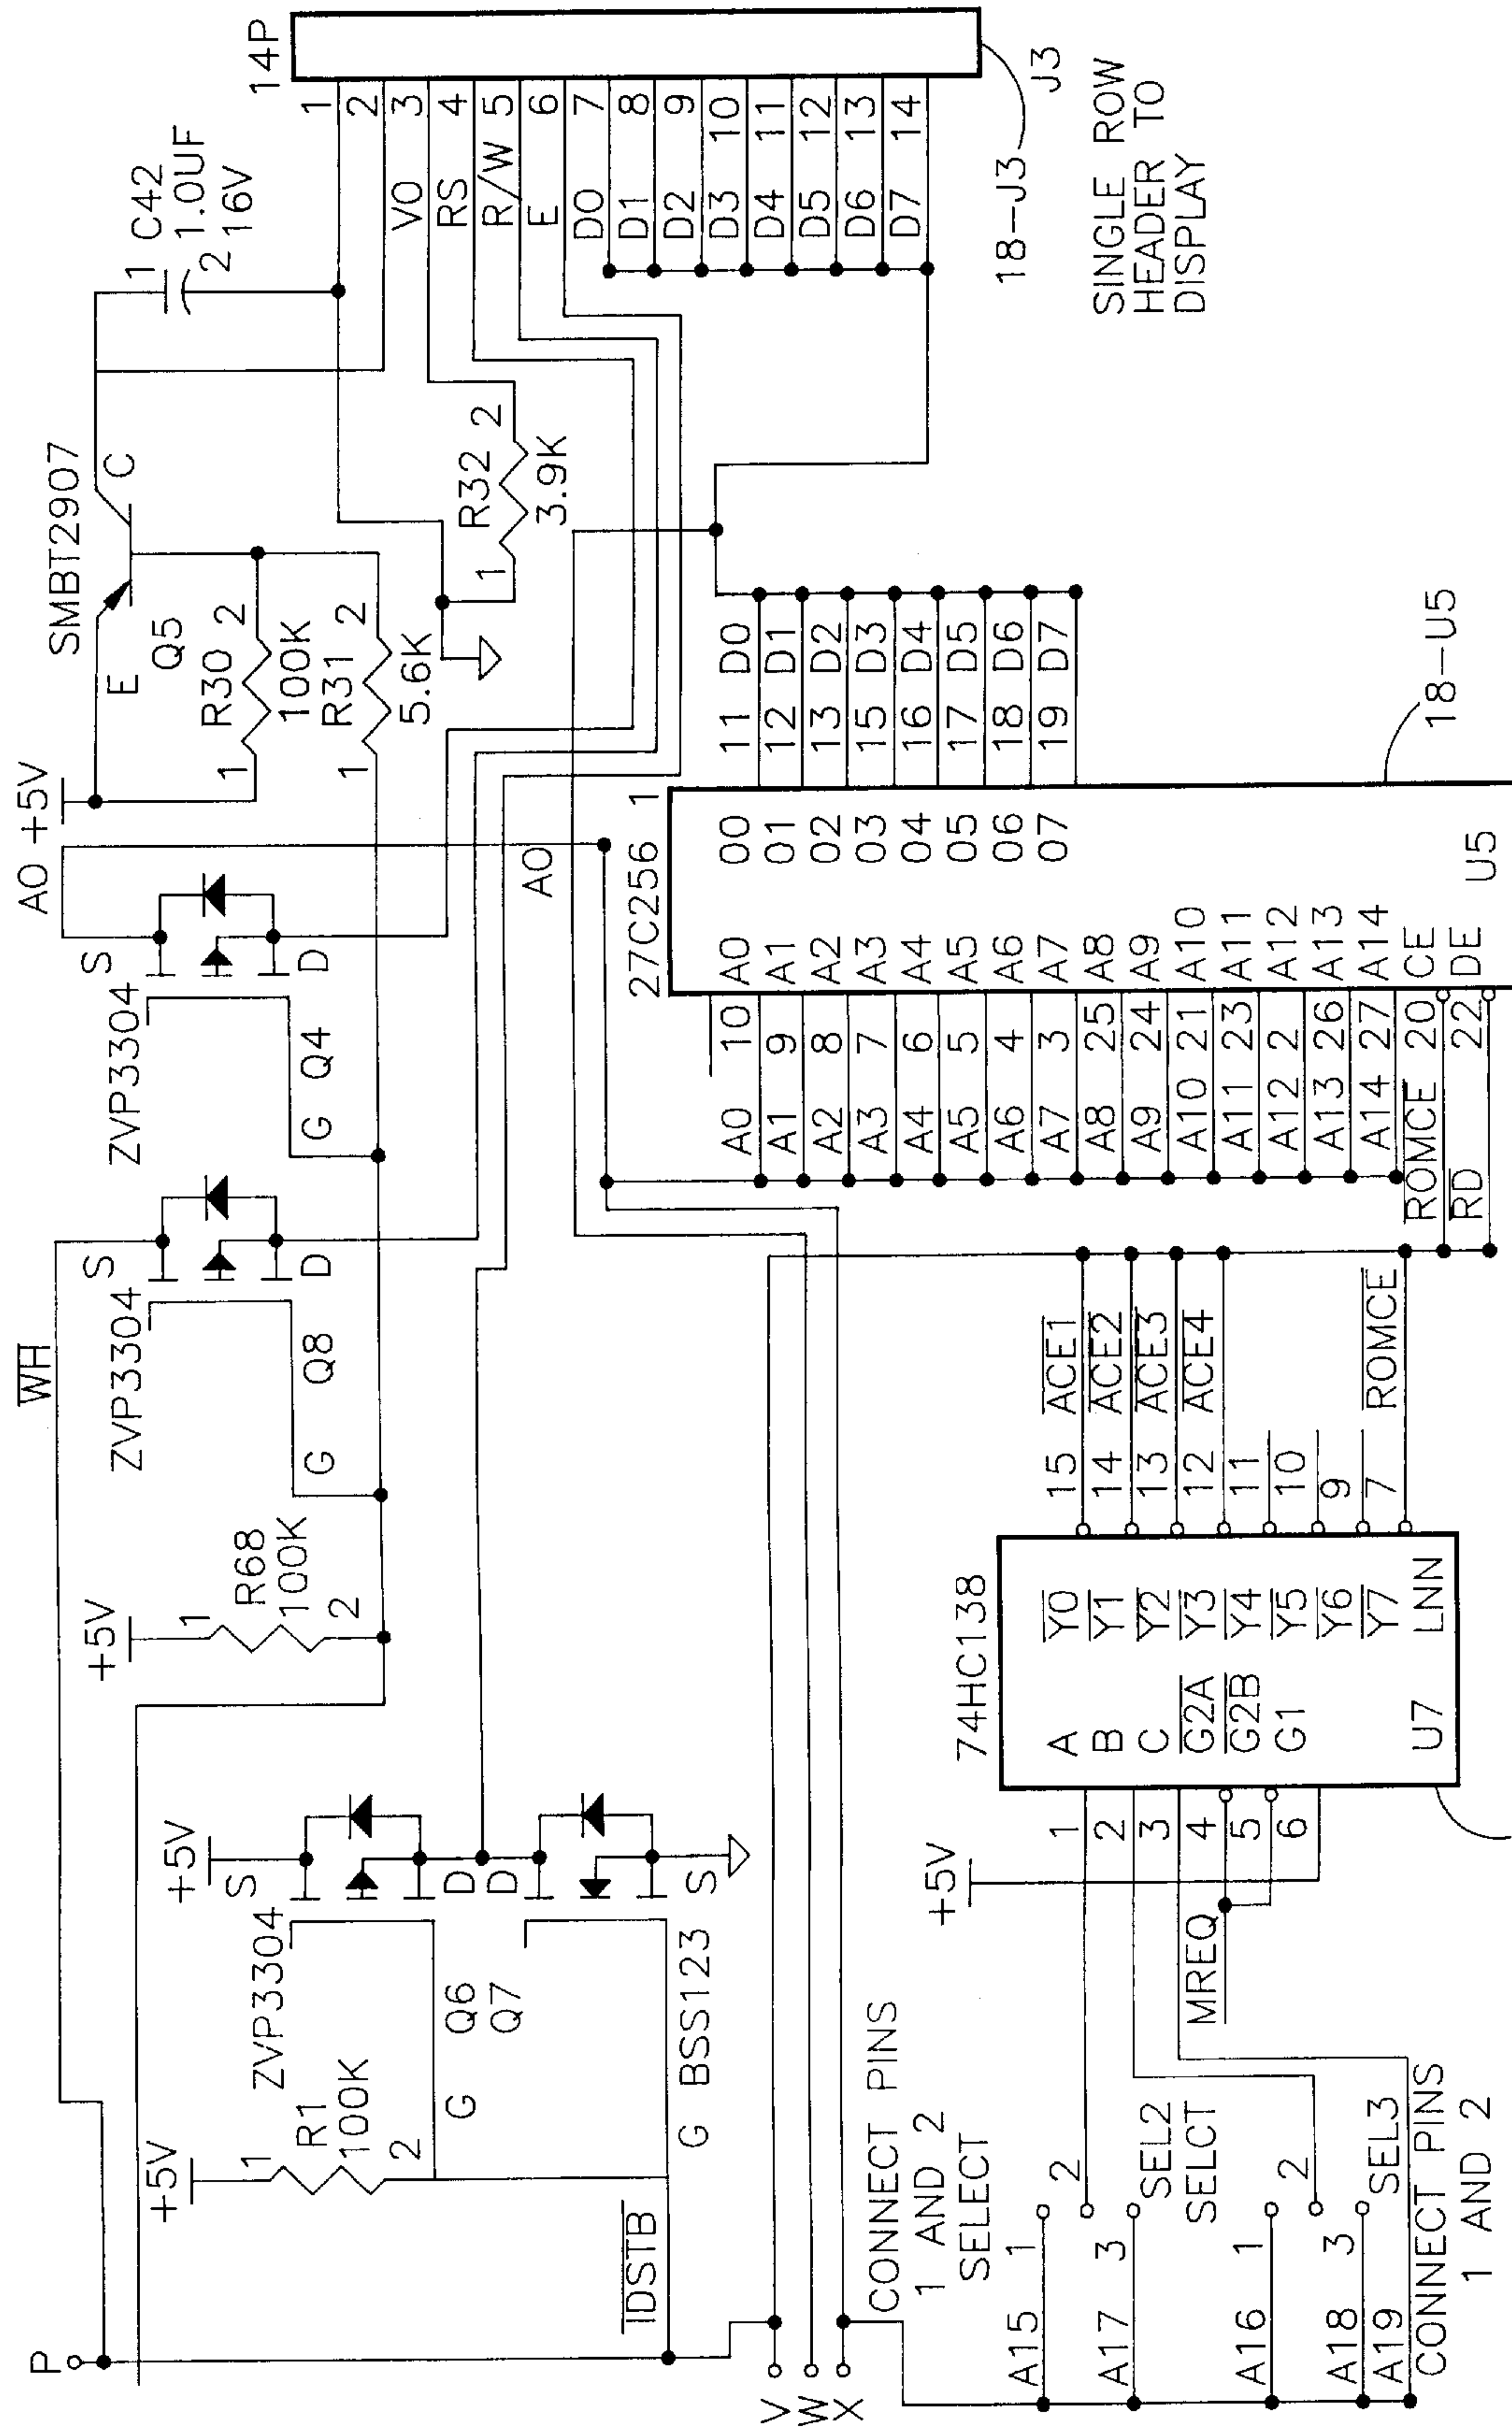 14P
1
2
3
4
5
6
7
8
9
10
11
12
13
14
VO
RS
R/W
E
D0
D1
D2
D3
D4
D5
D6
D7
J3
18-J3
SINGLE ROW
HEADER TO
DISPLAY
C42
1.0UF
16V
1
2
SMBT2907
E
C
Q5
R30
100K
1
2
R31
5.6K
1
2
R32
3.9K
1
2
A0
+5V
S
D
ZVP3304
G
Q4
A0
WH
S
D
ZVP3304
G
Q8
+5V
R68
100K
1
2
+5V
S
D
D
S
ZVP3304
Q6
Q7
G
BSS123
G
+5V
R1
100K
1
2
IDSTB
P
V
W
X
27C256
1
A0 10 A0 O0 11 D0
A1 9 A1 O1 12 D1
A2 8 A2 O2 13 D2
A3 7 A3 O3 15 D3
A4 6 A4 O4 16 D4
A5 5 A5 O5 17 D5
A6 4 A6 O6 18 D6
A7 3 A7 O7 19 D7
A8 25 A8
A9 24 A9
A10 21 A10
A11 23 A11
A12 2 A12
A13 26 A13
A14 27 A14
ROMCE 20 CE
RD 22 DE
U5
18-U5
74HC138
1 A Y0 15 ACE1
2 B Y1 14 ACE2
3 C Y2 13 ACE3
4 G2A Y3 12 ACE4
5 G2B Y4 11
6 G1 Y5 10
Y6 9
Y7 7 ROMCE
LNN
U7
+5V
MREQ
CONNECT PINS
1 AND 2
SELECT
A15 1
2
A17 3
SEL2
SELCT
A16 1
2
A18 3
SEL3
A19
CONNECT PINS
1 AND 2